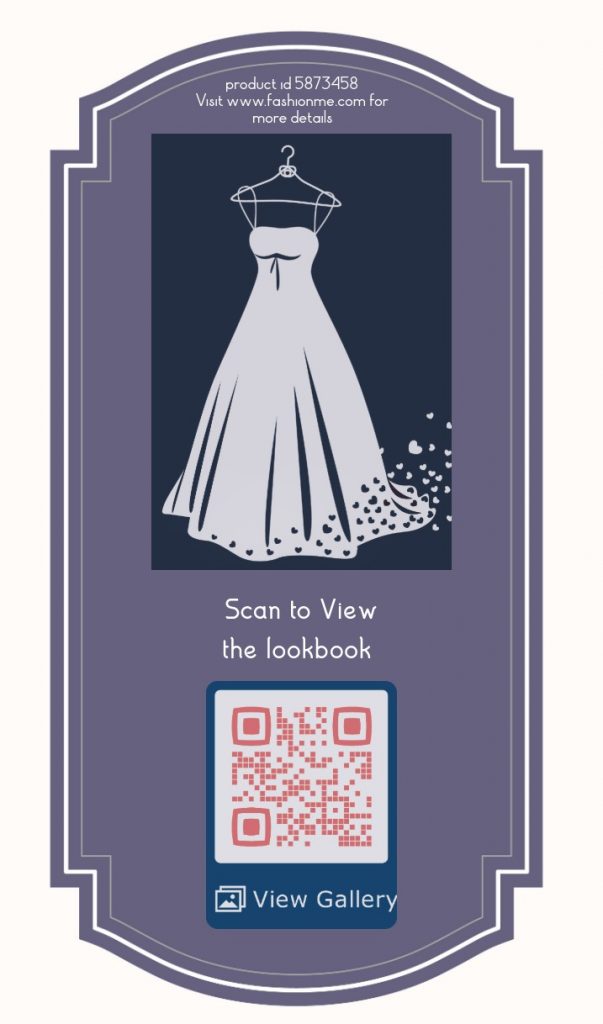 product id 5873458
Visit www.fashionme.com for
more details
Scan to View
the lookbook
View Gallery